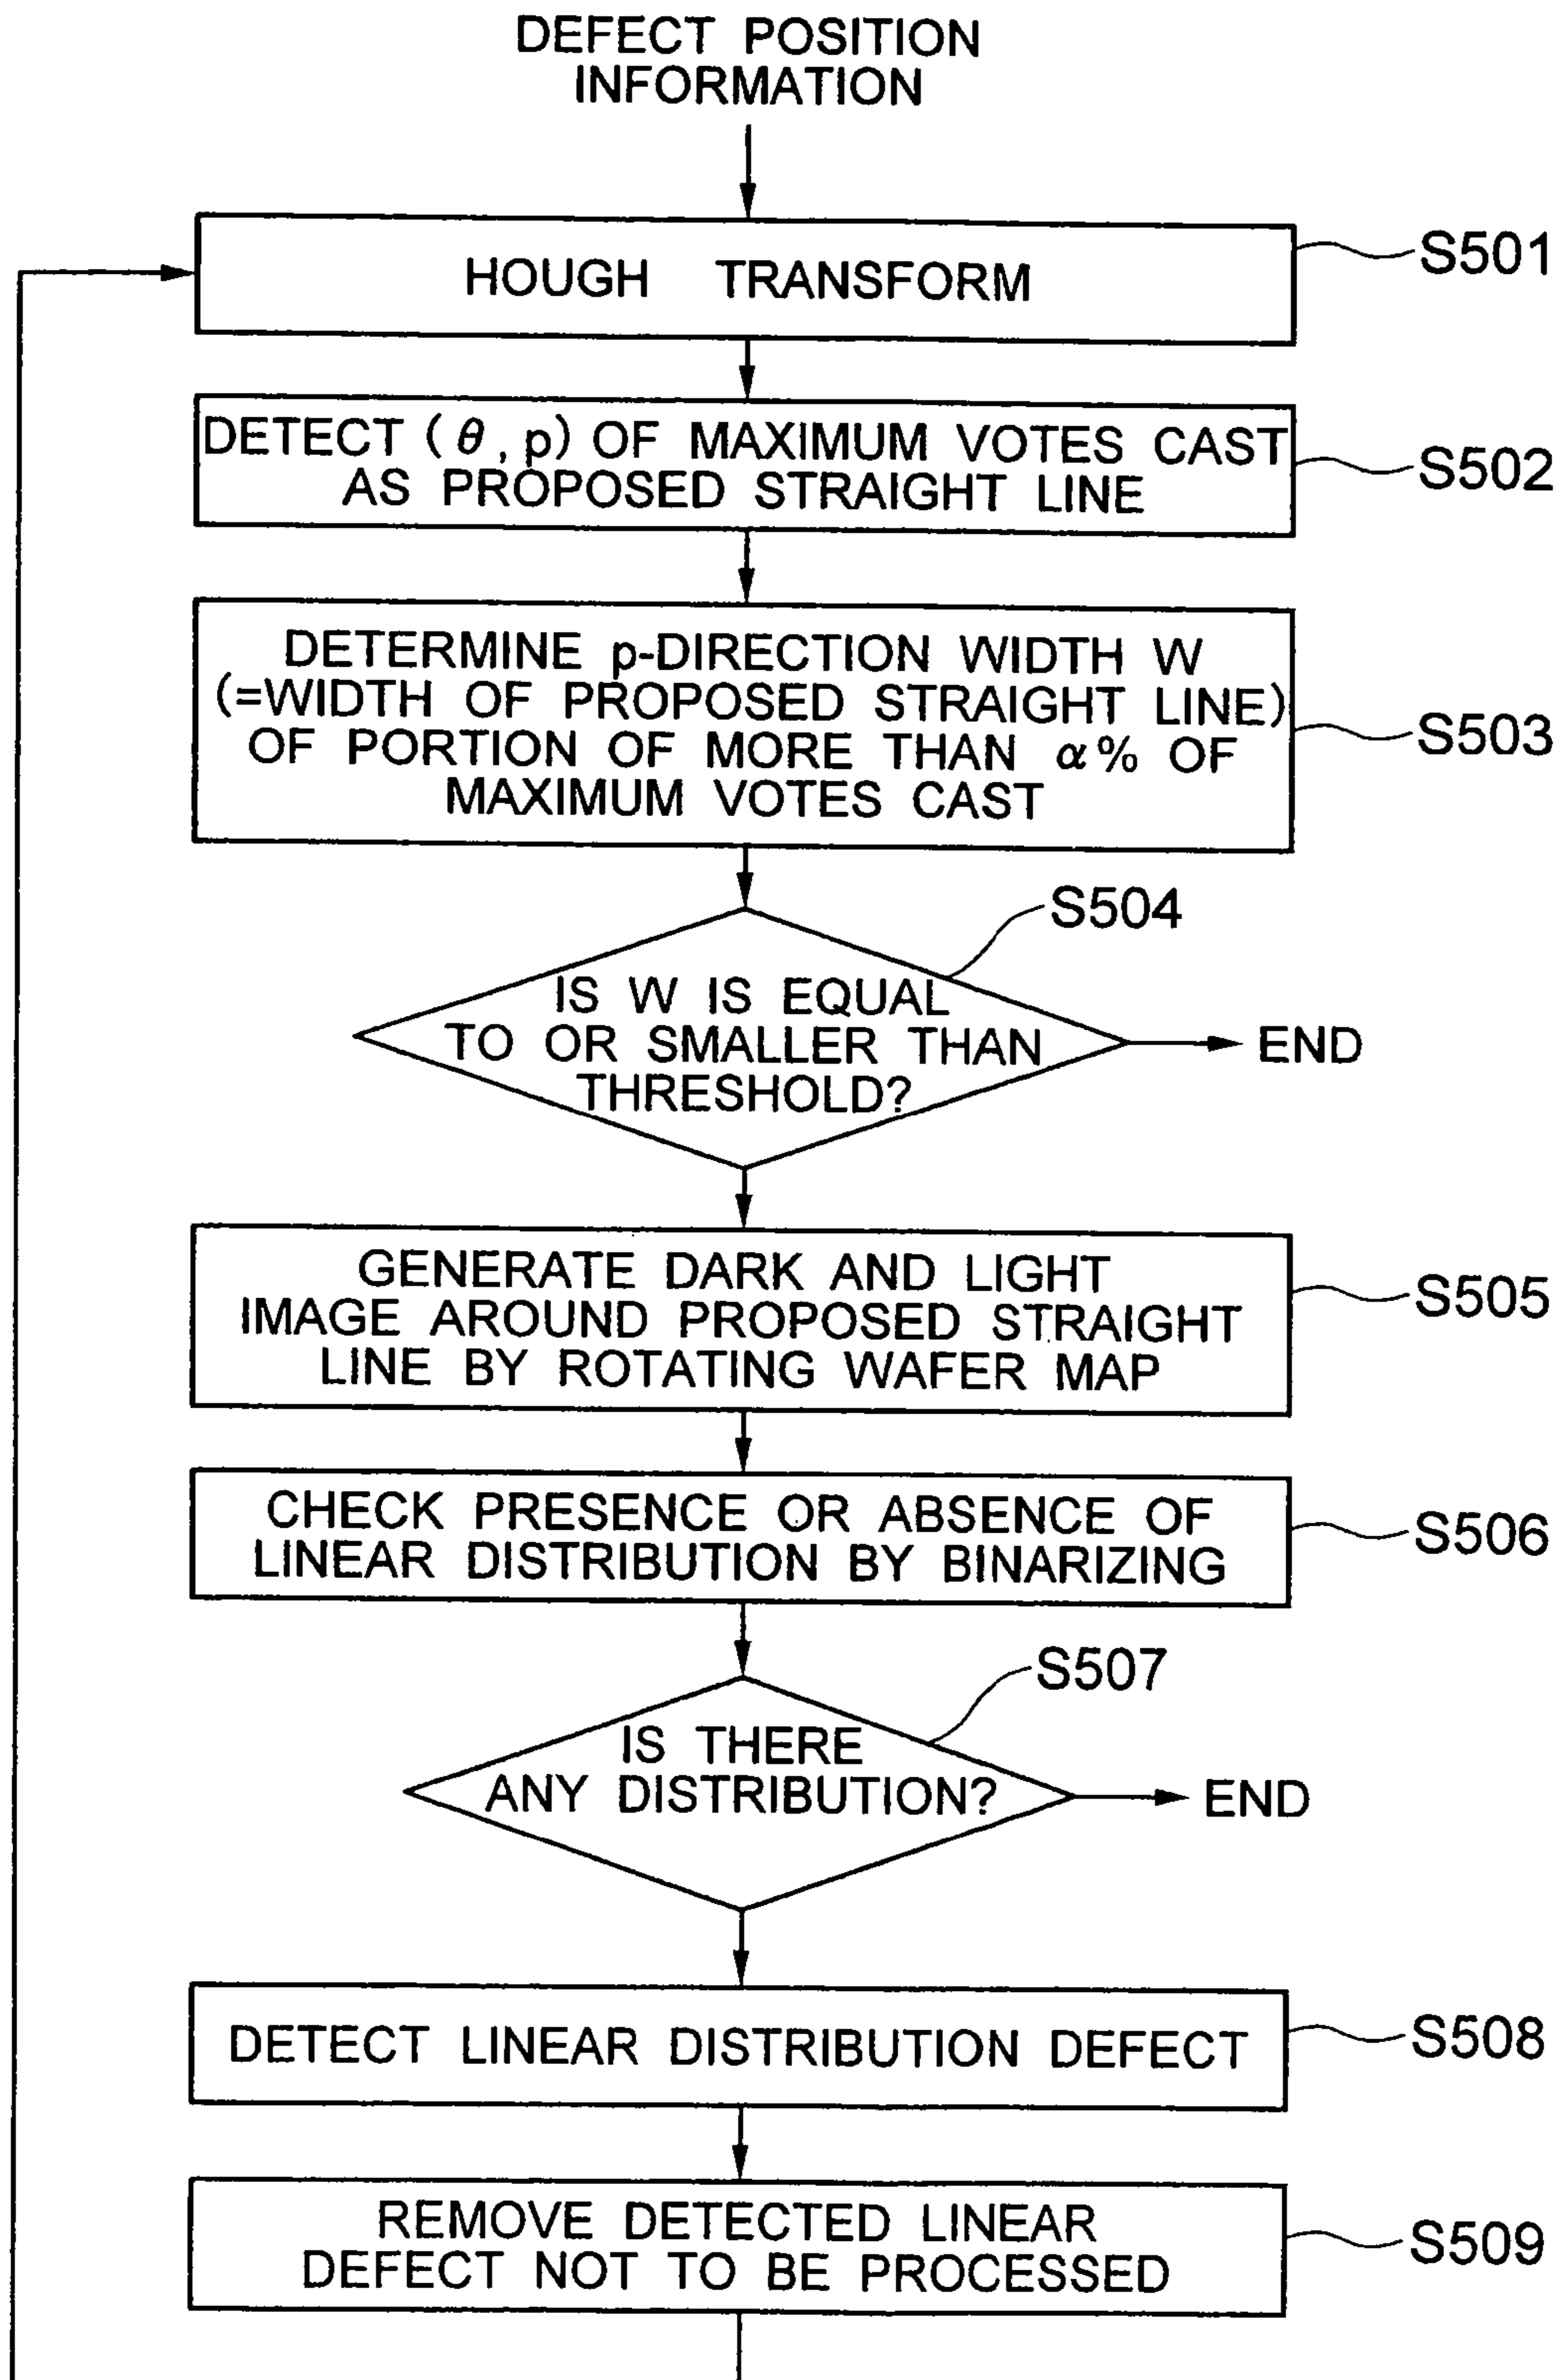 DEFECT POSITION
INFORMATION
HOUGH TRANSFORM
S501
DETECT (θ, p) OF MAXIMUM VOTES CAST
AS PROPOSED STRAIGHT LINE
S502
DETERMINE p-DIRECTION WIDTH W
(=WIDTH OF PROPOSED STRAIGHT LINE)
OF PORTION OF MORE THAN α% OF
MAXIMUM VOTES CAST
S503
S504
IS W IS EQUAL
TO OR SMALLER THAN
THRESHOLD?
END
GENERATE DARK AND LIGHT
IMAGE AROUND PROPOSED STRAIGHT
LINE BY ROTATING WAFER MAP
S505
CHECK PRESENCE OR ABSENCE OF
LINEAR DISTRIBUTION BY BINARIZING
S506
S507
IS THERE
ANY DISTRIBUTION?
END
DETECT LINEAR DISTRIBUTION DEFECT
S508
REMOVE DETECTED LINEAR
DEFECT NOT TO BE PROCESSED
S509